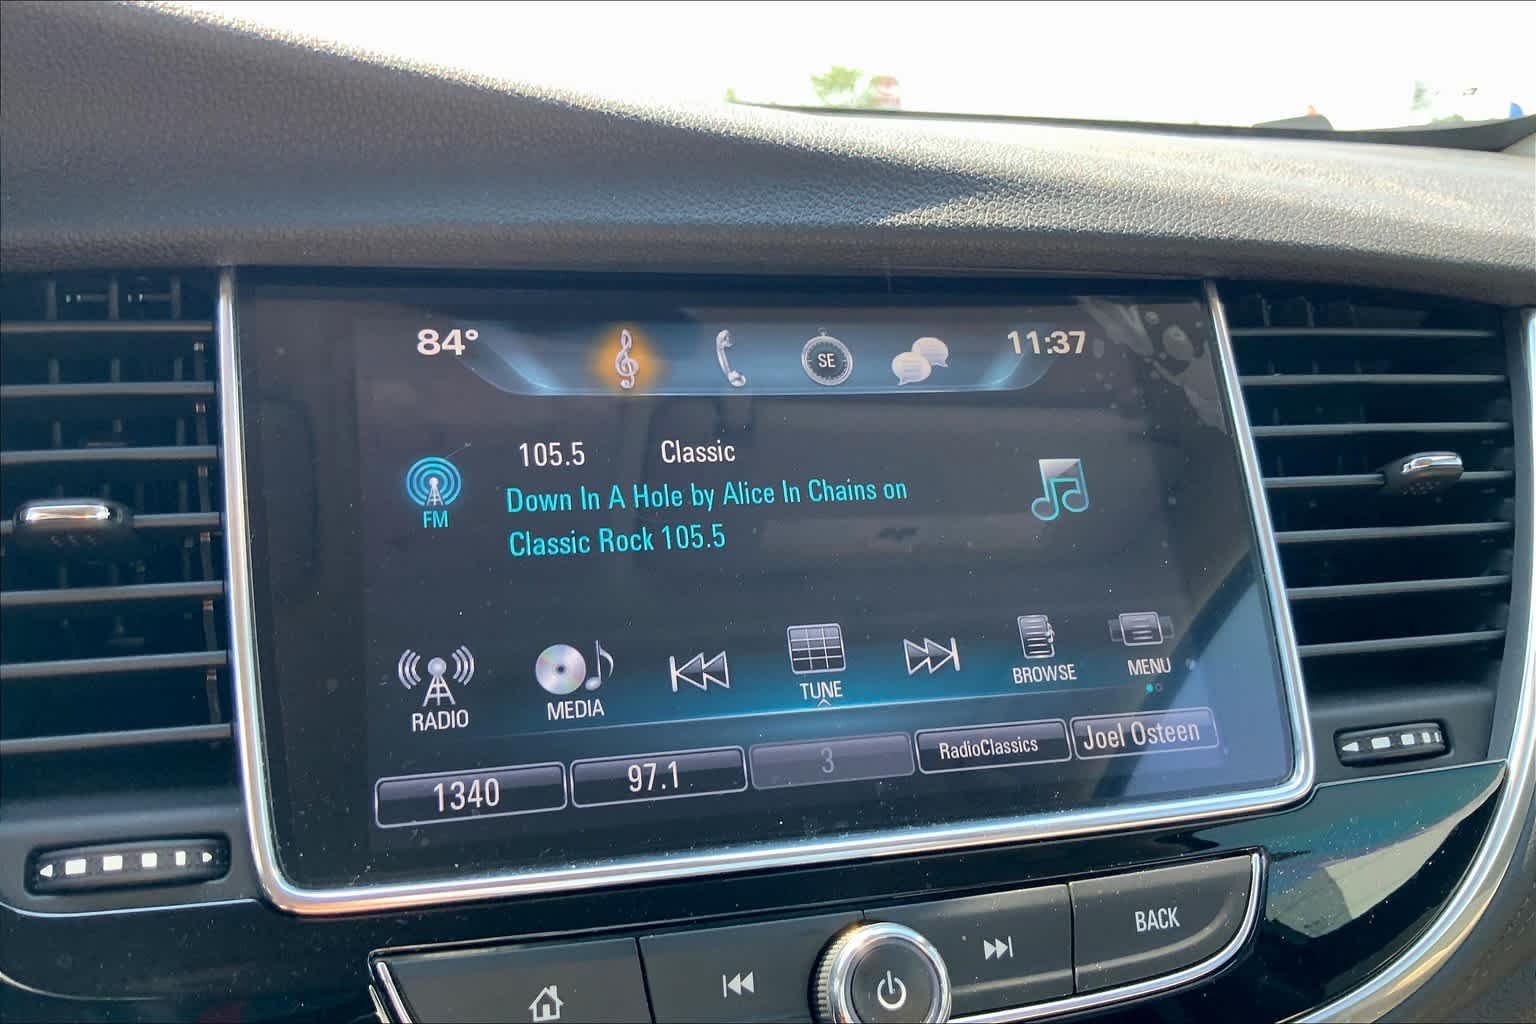 84° SE 11:37
105.5 Classic
FM
Down In A Hole by Alice In Chains on
Classic Rock 105.5
RADIO MEDIA TUNE BROWSE MENU
1340 97.1 3 RadioClassics Joel Osteen
BACK